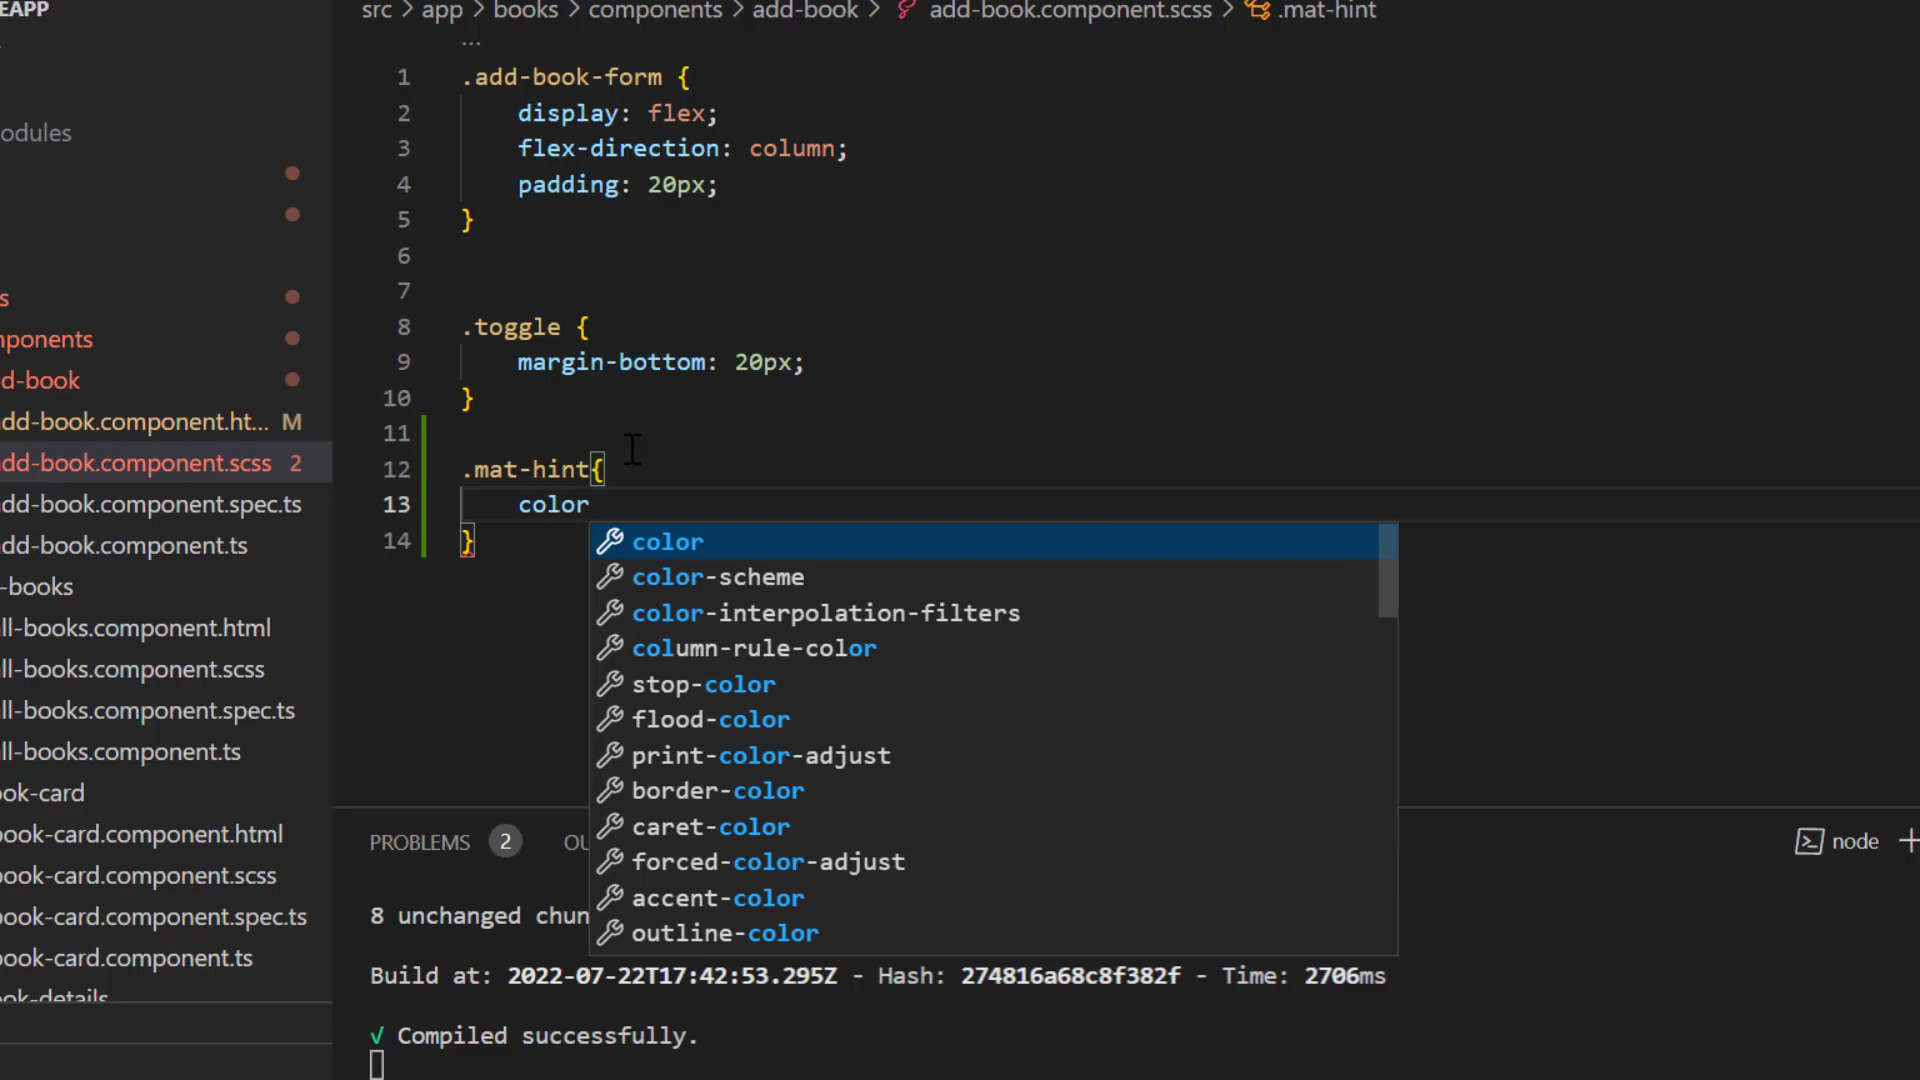 EAPP
src > app > books > components > add-book > add-book.component.scss > .mat-hint
...
1 .add-book-form {
2 display: flex;
3 flex-direction: column;
4 padding: 20px;
5 }
6
7
8 .toggle {
9 margin-bottom: 20px;
10 }
11
12 .mat-hint{
13 color
14 }
odules
s
nponents
d-book
dd-book.component.ht... M
dd-book.component.scss 2
dd-book.component.spec.ts
dd-book.component.ts
-books
ll-books.component.html
ll-books.component.scss
ll-books.component.spec.ts
ll-books.component.ts
ok-card
ook-card.component.html
ook-card.component.scss
ook-card.component.spec.ts
ook-card.component.ts
ok-details
color
color-scheme
color-interpolation-filters
column-rule-color
stop-color
flood-color
print-color-adjust
border-color
caret-color
forced-color-adjust
accent-color
outline-color
PROBLEMS 2 OU
node +
8 unchanged chun
Build at: 2022-07-22T17:42:53.295Z - Hash: 274816a68c8f382f - Time: 2706ms
√ Compiled successfully.